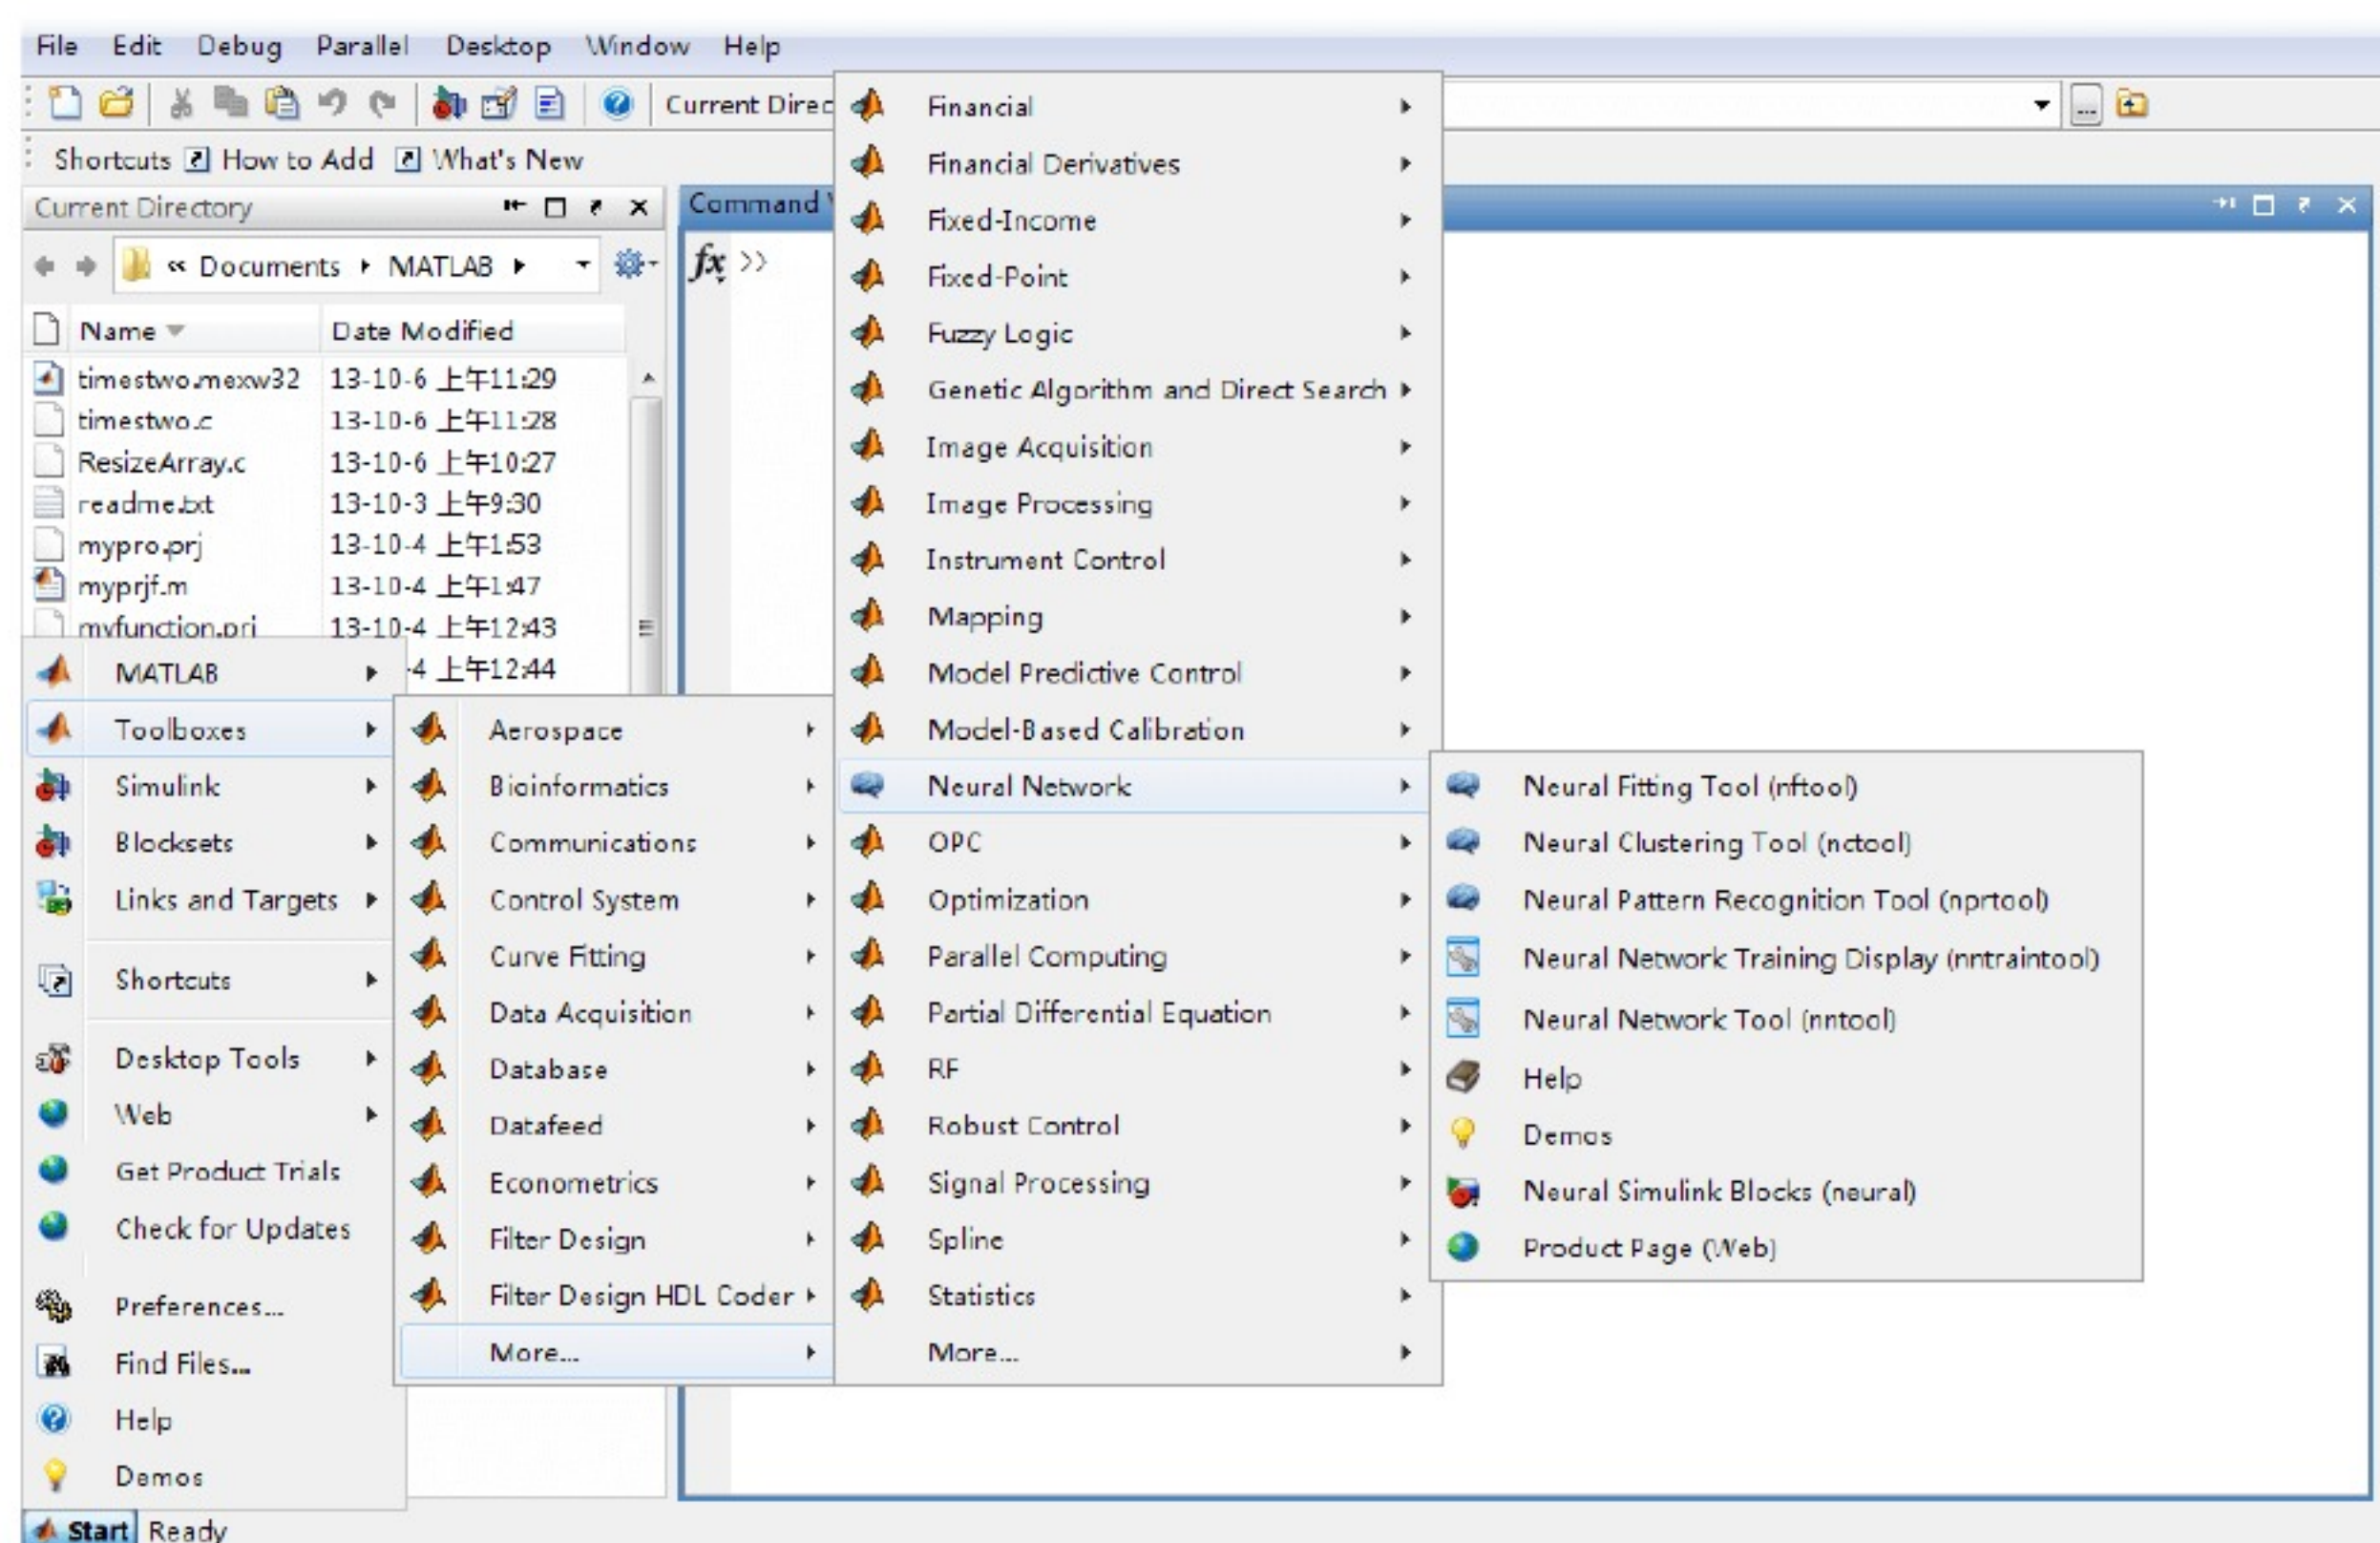 File Edit Debug Parallel Desktop Window Help
Current Direc
...
Shortcuts How to Add What's New
Current Directory
« Documents MATLAB
Name Date Modified
timestwo.mexw32 13-10-6 上午11:29
timestwo.c 13-10-6 上午11:28
ResizeArray.c 13-10-6 上午10:27
readme.txt 13-10-3 上午9:30
mypro.prj 13-10-4 上午1:53
myprjf.m 13-10-4 上午1:47
myfunction.prj 13-10-4 上午12:43
-4 上午12:44
MATLAB
Toolboxes
Simulink
Blocksets
Links and Targets
Shortcuts
Desktop Tools
Web
Get Product Trials
Check for Updates
Preferences...
Find Files...
Help
Demos
Start Ready
Aerospace
Bioinformatics
Communications
Control System
Curve Fitting
Data Acquisition
Database
Datafeed
Econometrics
Filter Design
Filter Design HDL Coder
More...
Command
fx >>
Financial
Financial Derivatives
Fixed-Income
Fixed-Point
Fuzzy Logic
Genetic Algorithm and Direct Search
Image Acquisition
Image Processing
Instrument Control
Mapping
Model Predictive Control
Model-Based Calibration
Neural Network
OPC
Optimization
Parallel Computing
Partial Differential Equation
RF
Robust Control
Signal Processing
Spline
Statistics
More...
Neural Fitting Tool (nftool)
Neural Clustering Tool (nctool)
Neural Pattern Recognition Tool (nprtool)
Neural Network Training Display (nntraintool)
Neural Network Tool (nntool)
Help
Demos
Neural Simulink Blocks (neural)
Product Page (Web)